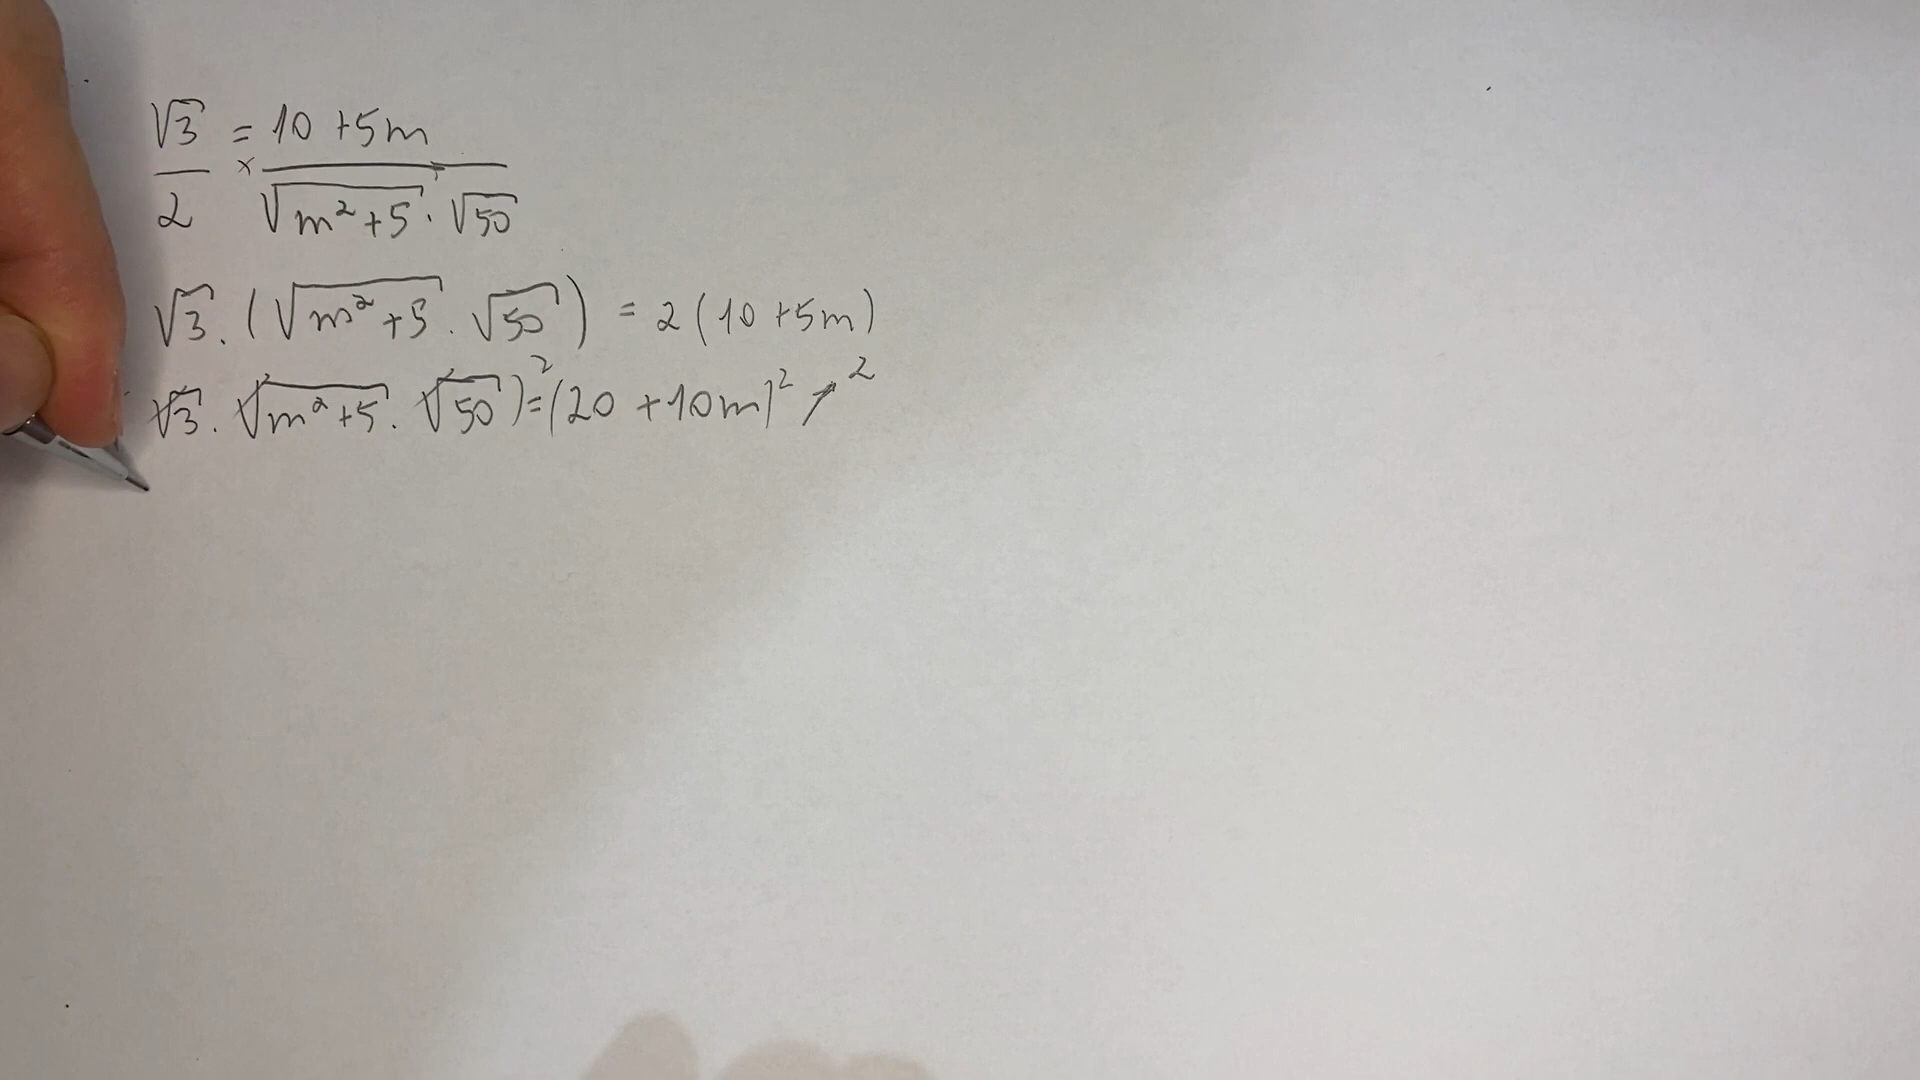 √3 = 10 + 5m
2 × √m² + 5 . √50
√3 . (√m² + 5 . √50) = 2 (10 + 5m)
√3 . √m² + 5 . √50)² = (20 + 10m)² ↗²